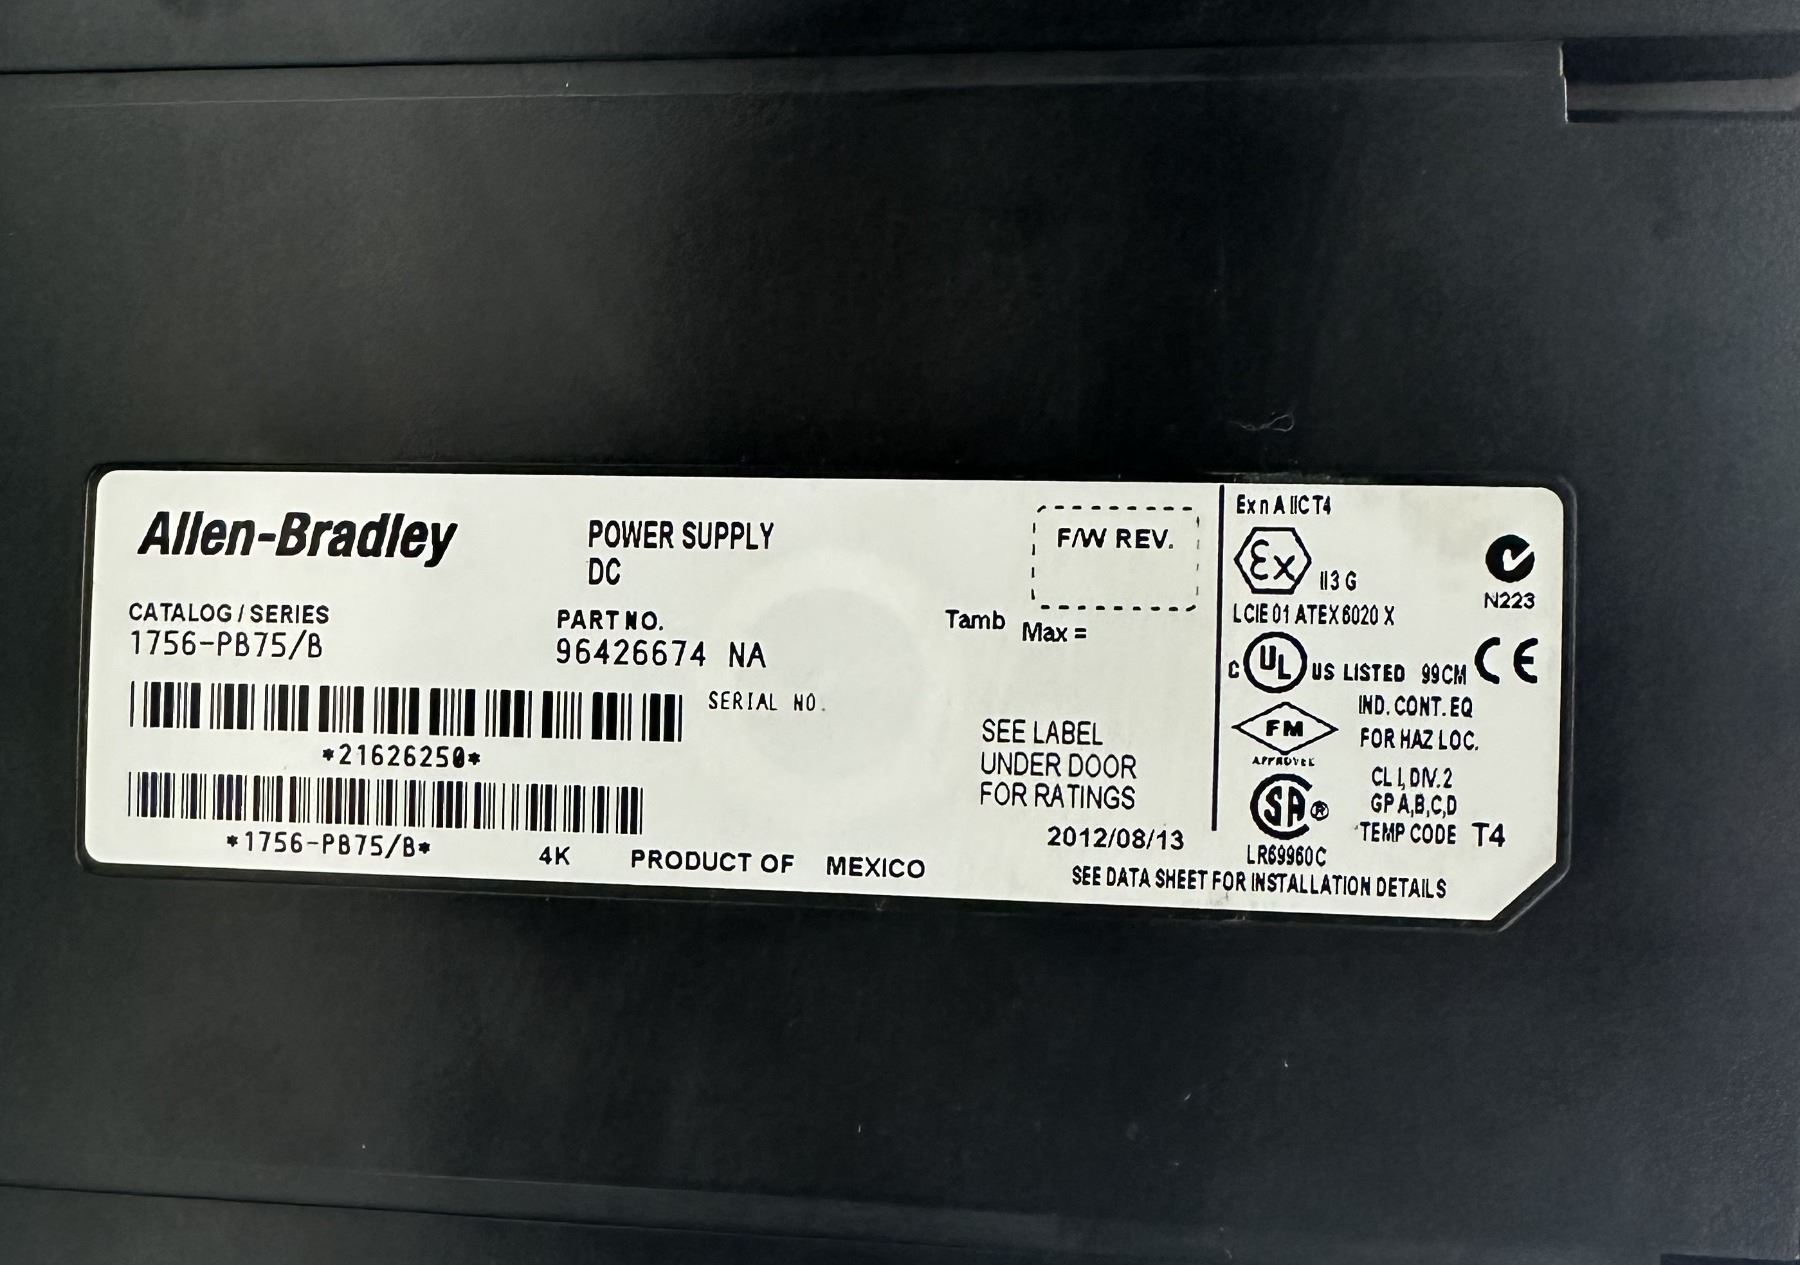 Allen-Bradley
POWER SUPPLY
DC
CATALOG / SERIES
1756-PB75/B
PART NO.
96426674 NA
SERIAL NO.
*21626250*
*1756-PB75/B*
4K PRODUCT OF MEXICO
F/W REV.
Tamb Max =
SEE LABEL
UNDER DOOR
FOR RATINGS
2012/08/13
Ex n A IIC T4
Ex II 3 G
N223
LCIE 01 ATEX 6020 X
C UL US LISTED 99CM CE
IND. CONT. EQ
FM
FOR HAZ LOC.
APPROVED
CL I, DIV. 2
SA ®
GP A,B,C,D
TEMP CODE T4
LR69960C
SEE DATA SHEET FOR INSTALLATION DETAILS